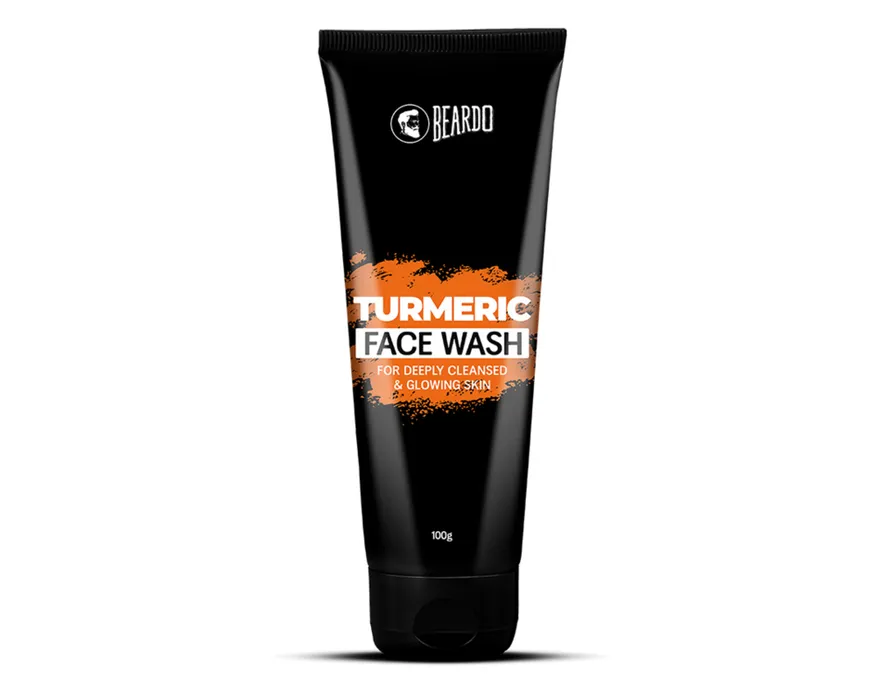 BEARDO
TURMERIC
FACE WASH
FOR DEEPLY CLEANSED
& GLOWING SKIN
100g